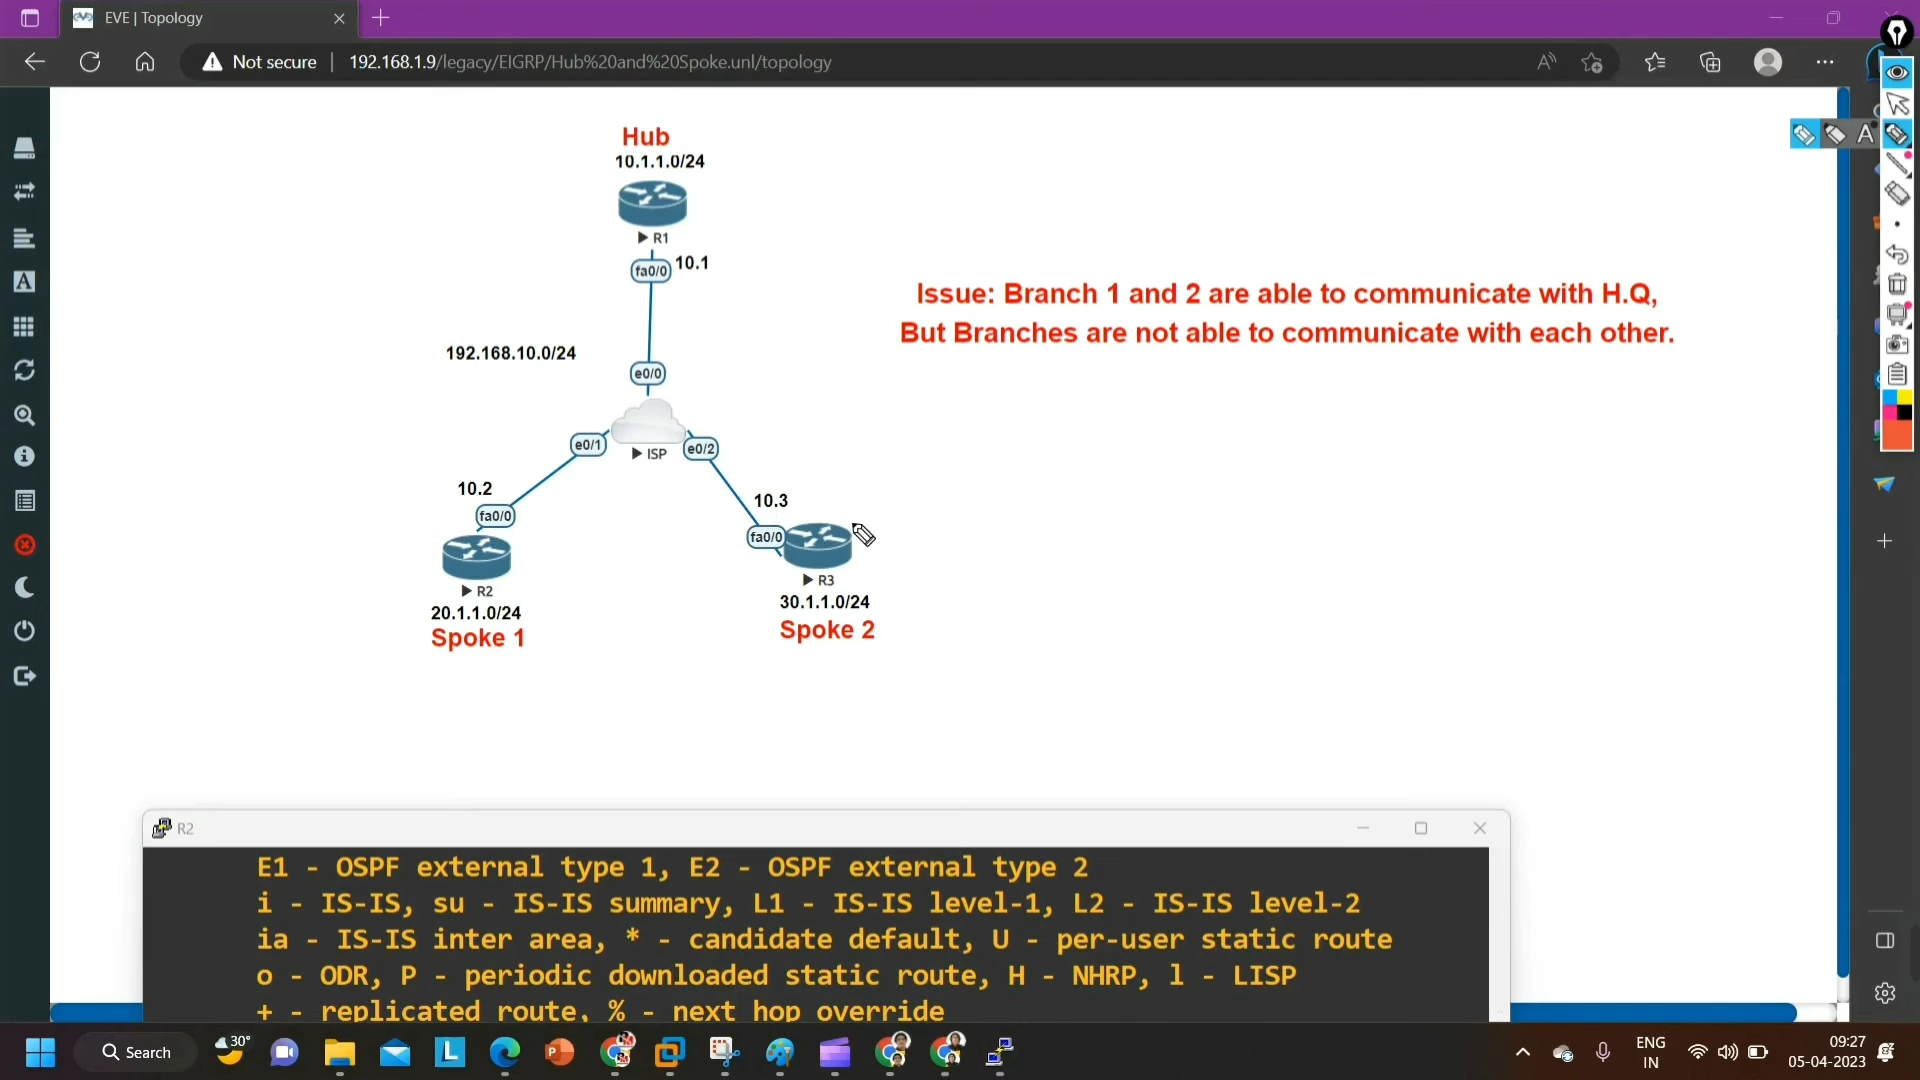 EVE | Topology
Not secure
192.168.1.9/legacy/EIGRP/Hub%20and%20Spoke.unl/topology
A
Hub
10.1.1.0/24
R1
fa0/0
10.1
Issue: Branch 1 and 2 are able to communicate with H.Q,
But Branches are not able to communicate with each other.
192.168.10.0/24
e0/0
e0/1
ISP
e0/2
10.2
10.3
fa0/0
fa0/0
R2
R3
20.1.1.0/24
30.1.1.0/24
Spoke 1
Spoke 2
R2
E1 - OSPF external type 1, E2 - OSPF external type 2
i - IS-IS, su - IS-IS summary, L1 - IS-IS level-1, L2 - IS-IS level-2
ia - IS-IS inter area, * - candidate default, U - per-user static route
o - ODR, P - periodic downloaded static route, H - NHRP, l - LISP
+ - replicated route, % - next hop override
Search
30°
ENG
IN
09:27
05-04-2023